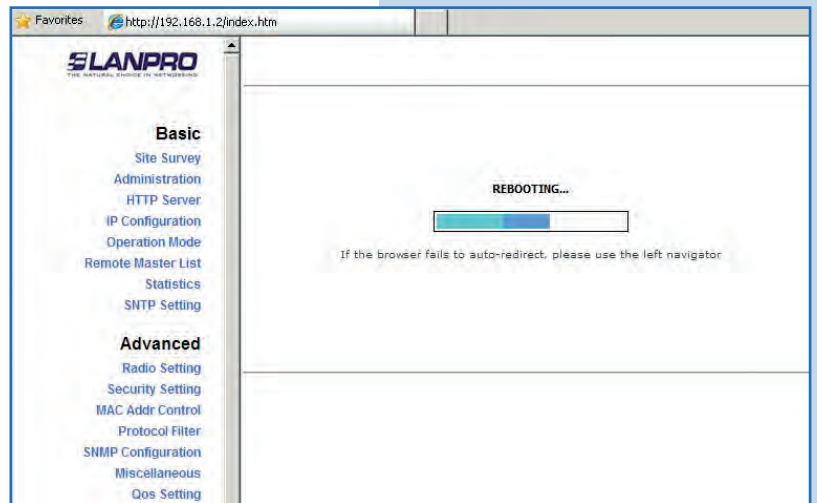 Favorites http://192.168.1.2/index.htm
LANPRO
THE NATURAL CHOICE IN NETWORKING
Basic
Site Survey
Administration
HTTP Server
IP Configuration
Operation Mode
Remote Master List
Statistics
SNTP Setting
Advanced
Radio Setting
Security Setting
MAC Addr Control
Protocol Filter
SNMP Configuration
Miscellaneous
Qos Setting
REBOOTING...
If the browser fails to auto-redirect, please use the left navigator